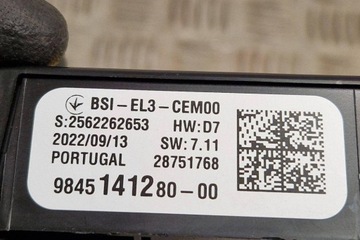 BSI-EL3-CEM00
S:2562262653 HW:D7
2022/09/13 SW:7.11
PORTUGAL 28751768
9845141280-00